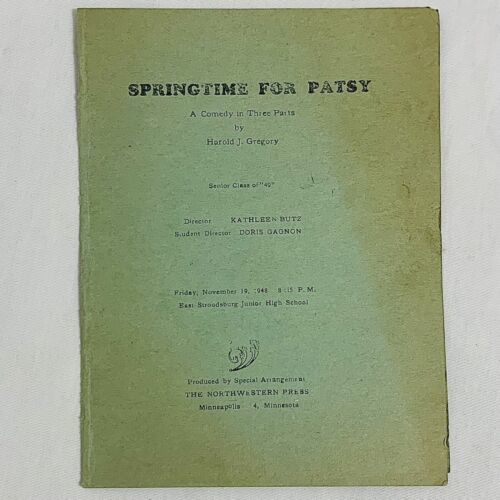 SPRINGTIME FOR PATSY
A Comedy in Three Parts
by
Harold J. Gregory
Senior Class of "49"
Director KATHLEEN BUTZ
Student Director DORIS GAGNON
Friday, November 19, 1948 8:15 P.M.
East Stroudsburg Junior High School
Produced by Special Arrangement
THE NORTHWESTERN PRESS
Minneapolis 4, Minnesota